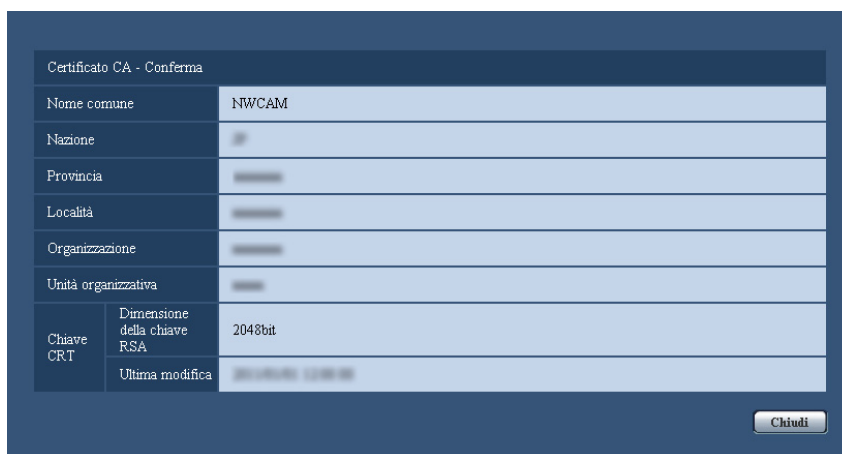 Certificato CA - Conferma
Nome comune NWCAM
Nazione
Provincia
Località
Organizzazione
Unità organizzativa
Chiave
CRT
Dimensione
della chiave
RSA
2048bit
Ultima modifica
Chiudi